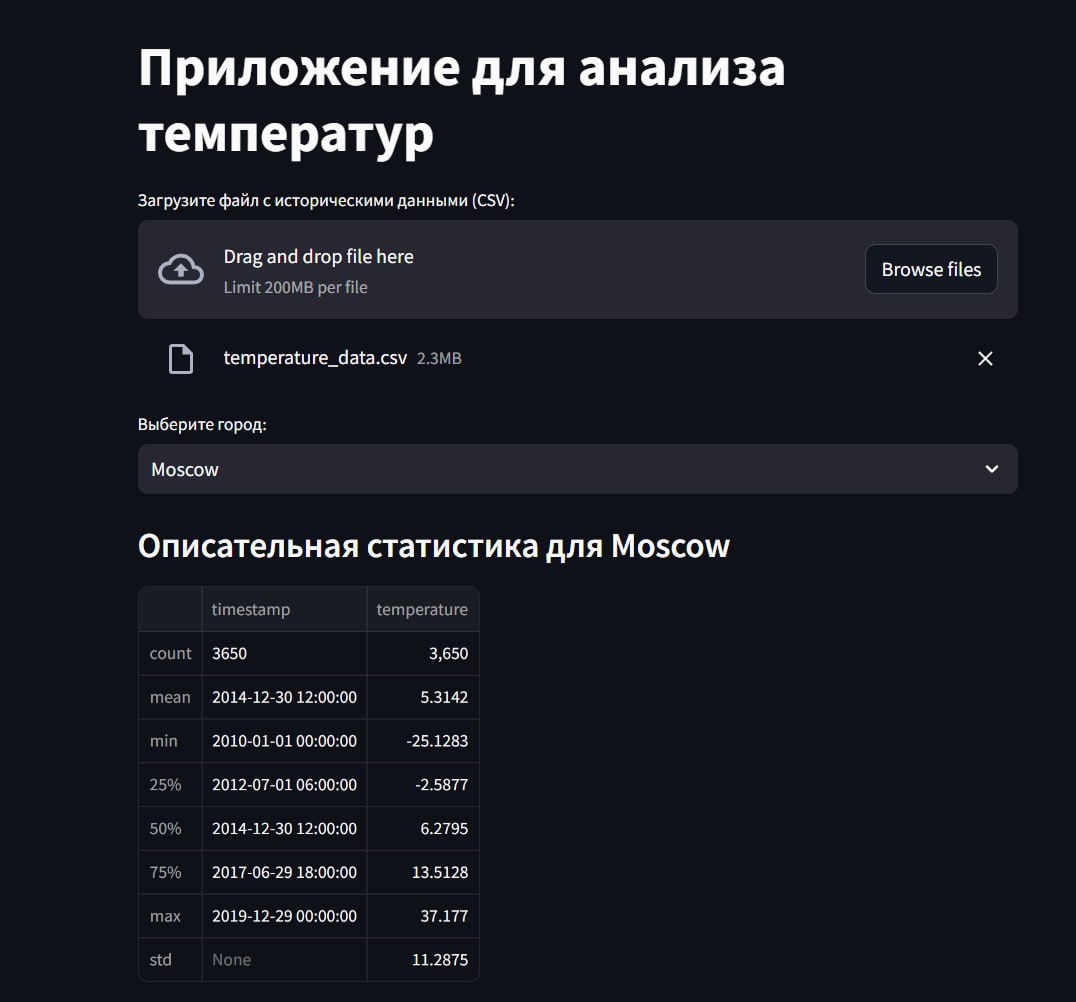 Приложение для анализа
температур
Загрузите файл с историческими данными (CSV):
Drag and drop file here
Limit 200MB per file
Browse files
temperature_data.csv 2.3MB
Выберите город:
Moscow
Описательная статистика для Moscow
timestamp temperature
count 3650 3,650
mean 2014-12-30 12:00:00 5.3142
min 2010-01-01 00:00:00 -25.1283
25% 2012-07-01 06:00:00 -2.5877
50% 2014-12-30 12:00:00 6.2795
75% 2017-06-29 18:00:00 13.5128
max 2019-12-29 00:00:00 37.177
std None 11.2875